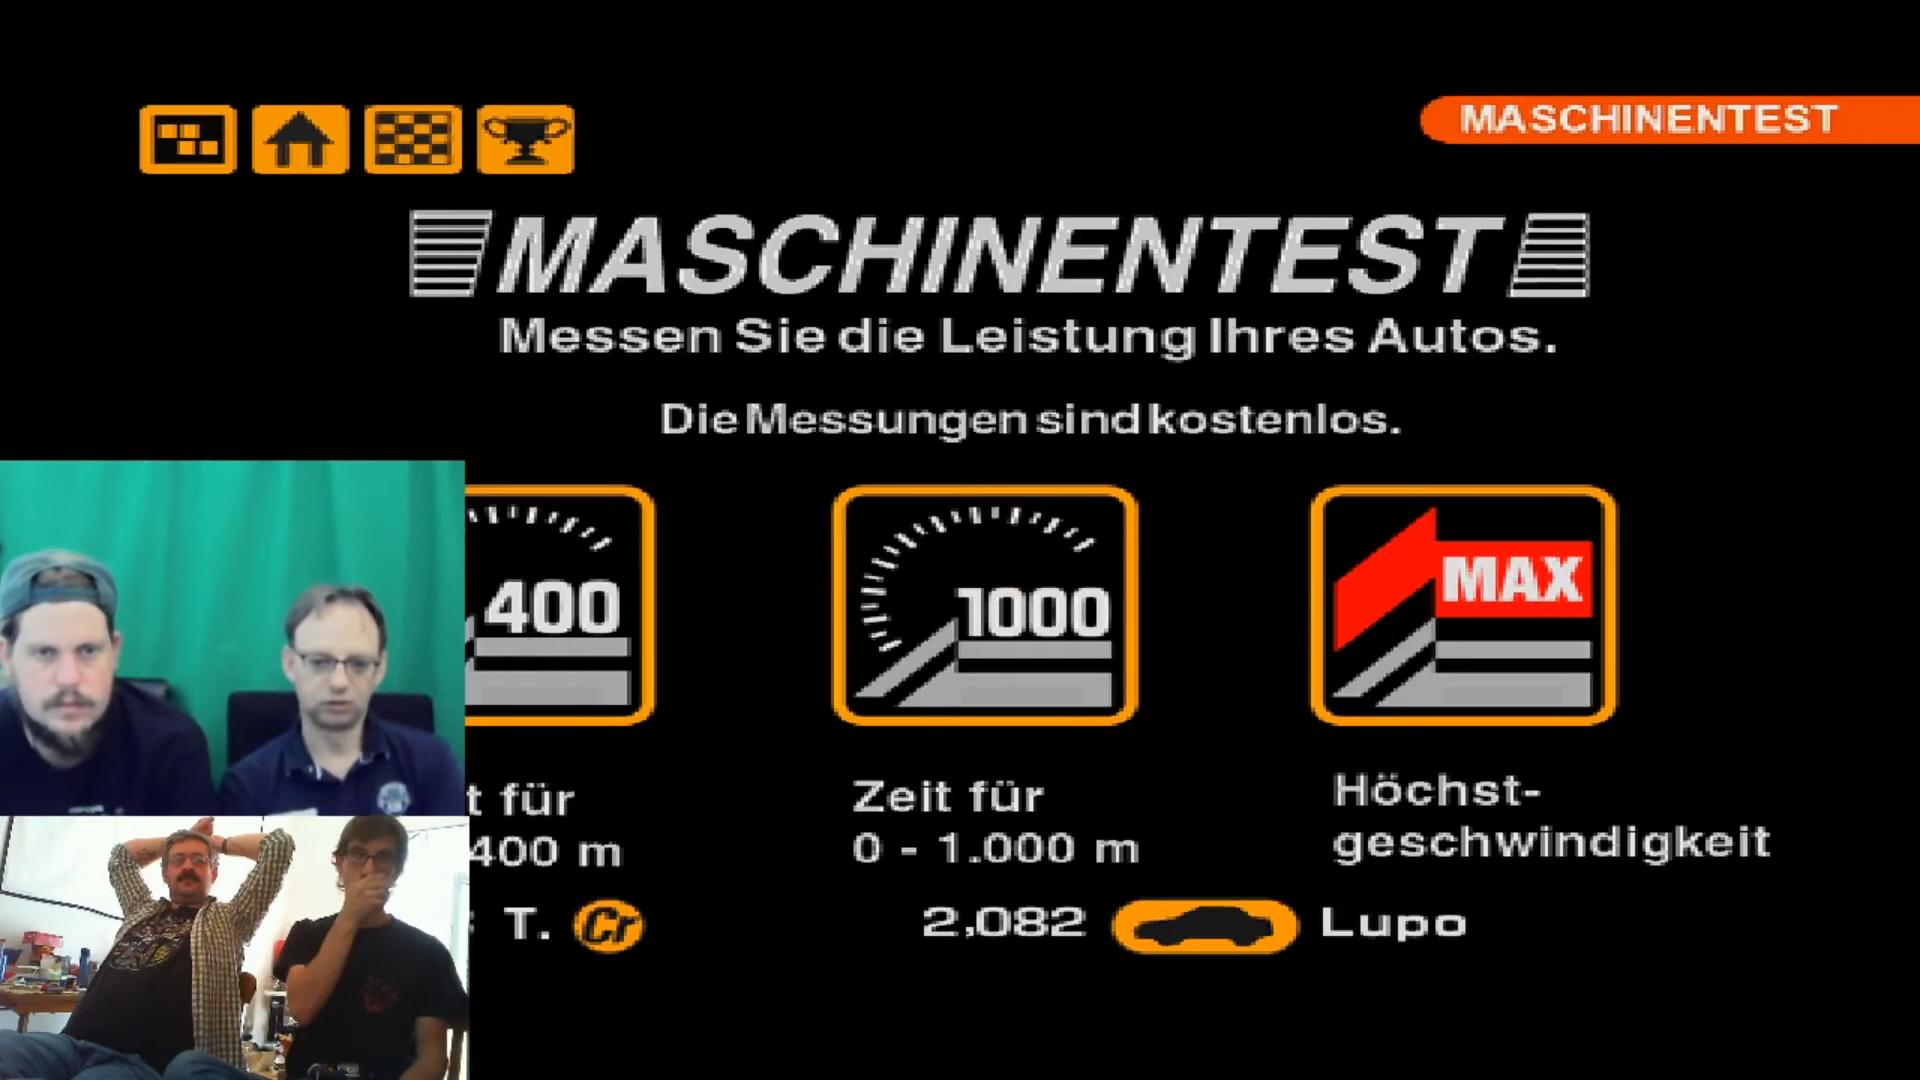 MASCHINENTEST
MASCHINENTEST
Messen Sie die Leistung Ihres Autos.
Die Messungen sind kostenlos.
400
1000
MAX
t für
400 m
Zeit für
0 - 1.000 m
Höchst-
geschwindigkeit
T. Cr
2,082
Lupo